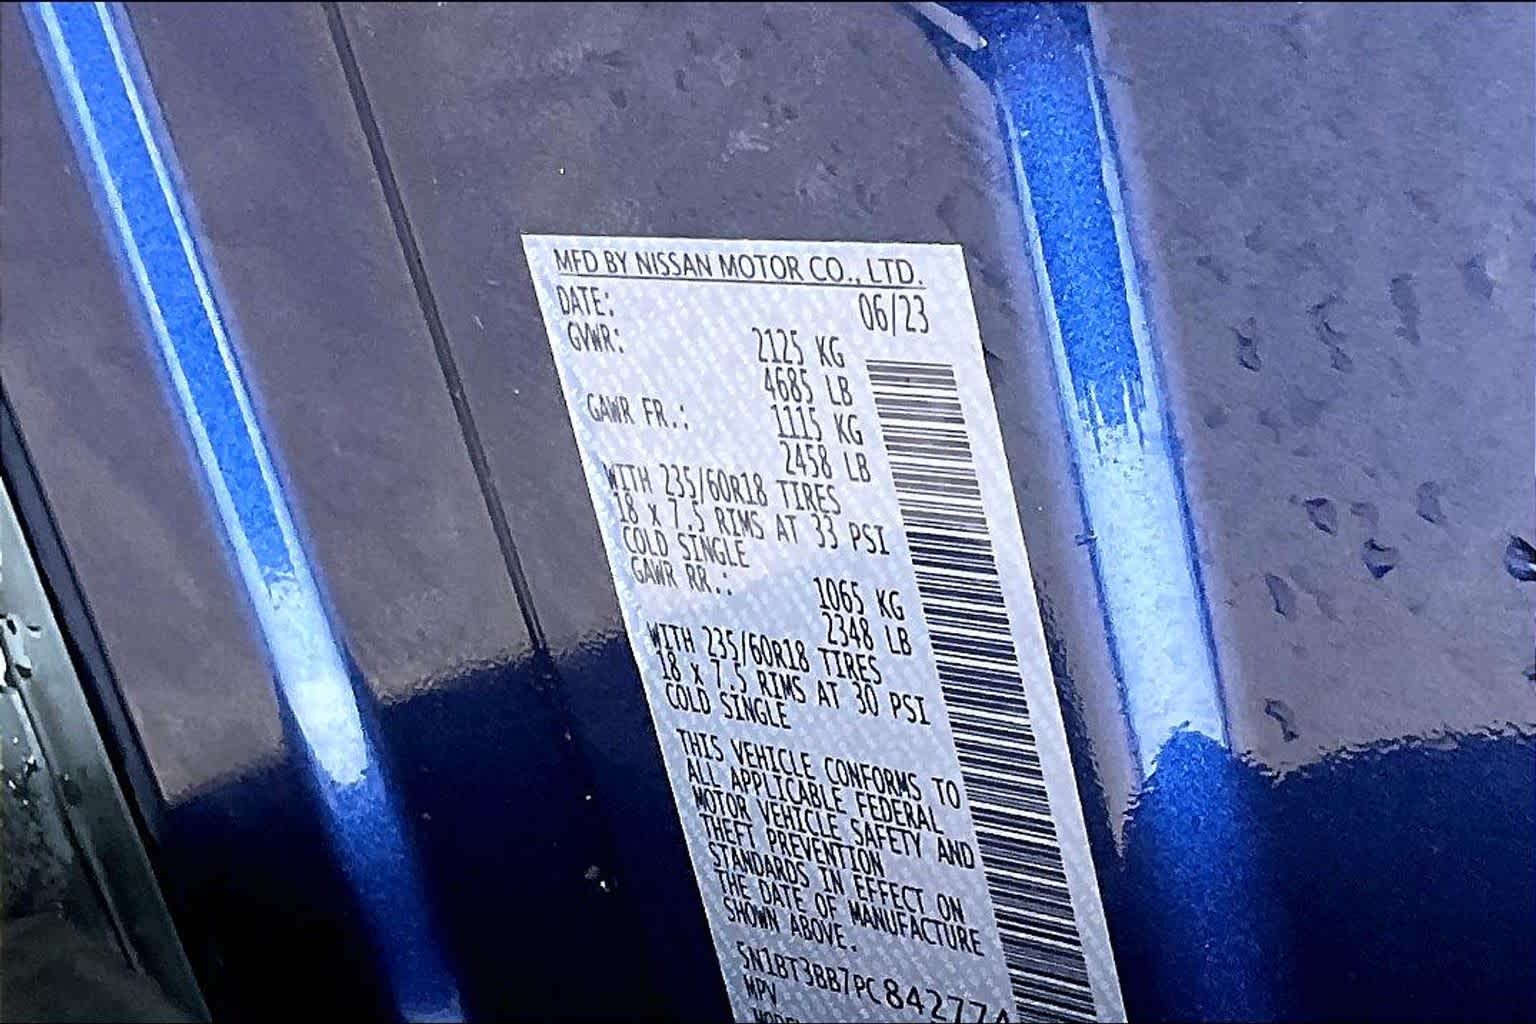 MFD BY NISSAN MOTOR CO., LTD.
DATE: 06/23
GVWR: 2125 KG
4685 LB
GAWR FR.: 1115 KG
2458 LB
WITH 235/60R18 TIRES
18 X 7.5 RIMS AT 33 PSI
COLD SINGLE
GAWR RR.: 1065 KG
2348 LB
WITH 235/60R18 TIRES
18 X 7.5 RIMS AT 30 PSI
COLD SINGLE
THIS VEHICLE CONFORMS TO
ALL APPLICABLE FEDERAL
MOTOR VEHICLE SAFETY AND
THEFT PREVENTION
STANDARDS IN EFFECT ON
THE DATE OF MANUFACTURE
SHOWN ABOVE.
5N1BT3BB7PC842774
MPV